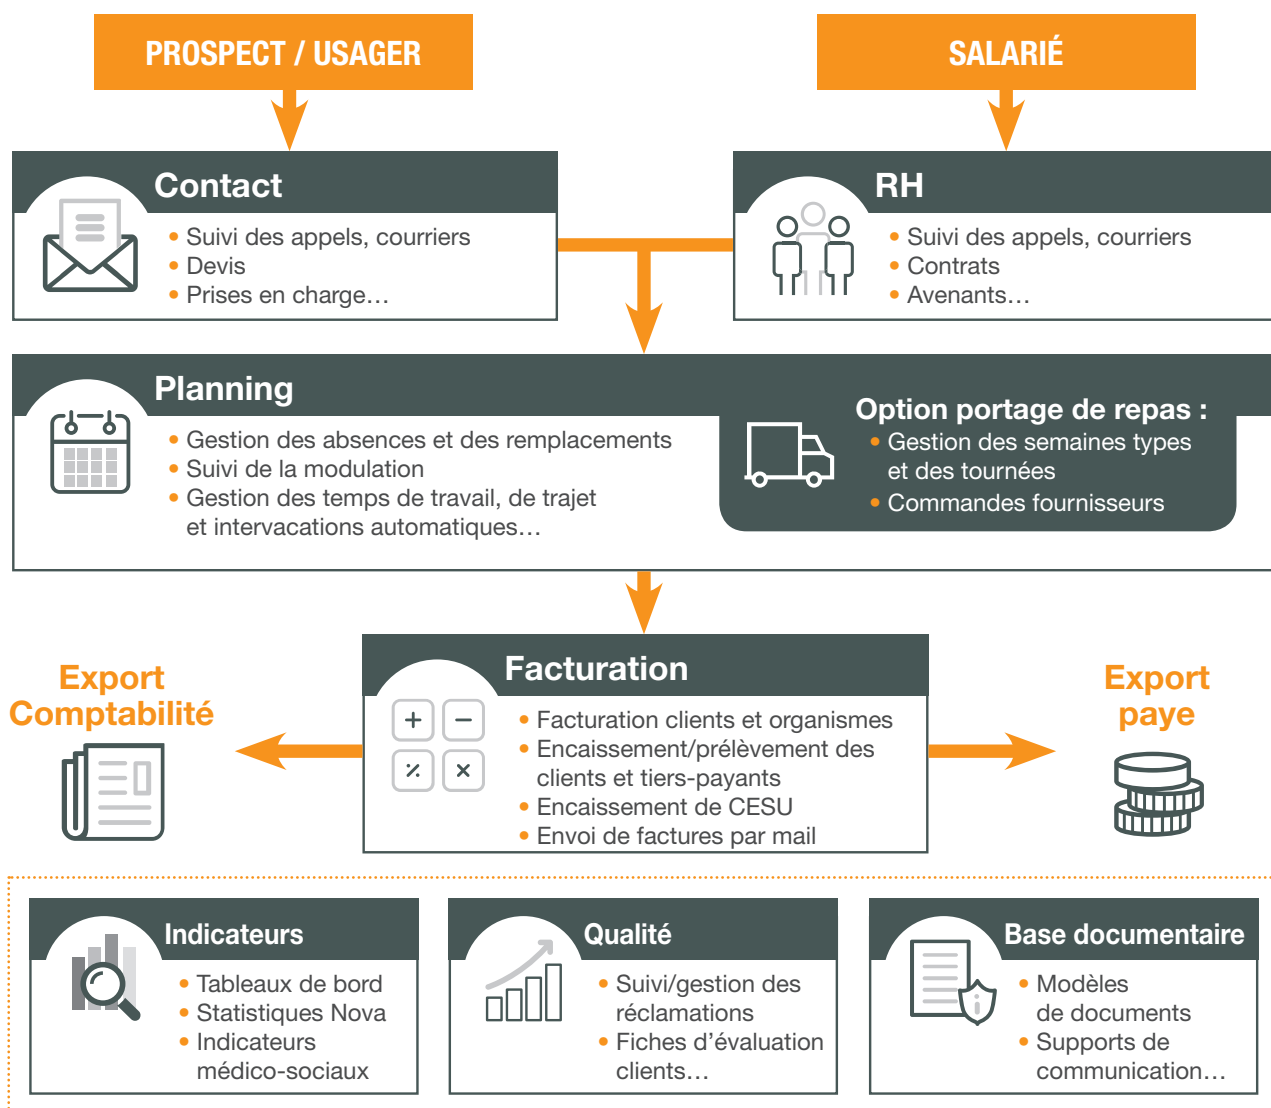 PROSPECT / USAGER
SALARIÉ
Contact
• Suivi des appels, courriers
• Devis
• Prises en charge…
RH
• Suivi des appels, courriers
• Contrats
• Avenants…
Planning
• Gestion des absences et des remplacements
• Suivi de la modulation
• Gestion des temps de travail, de trajet
et intervacations automatiques…
Option portage de repas :
• Gestion des semaines types
et des tournées
• Commandes fournisseurs
Export
Comptabilité
Facturation
• Facturation clients et organismes
• Encaissement/prélèvement des
clients et tiers-payants
• Encaissement de CESU
• Envoi de factures par mail
Export
paye
Indicateurs
• Tableaux de bord
• Statistiques Nova
• Indicateurs
médico-sociaux
Qualité
• Suivi/gestion des
réclamations
• Fiches d’évaluation
clients…
Base documentaire
• Modèles
de documents
• Supports de
communication…